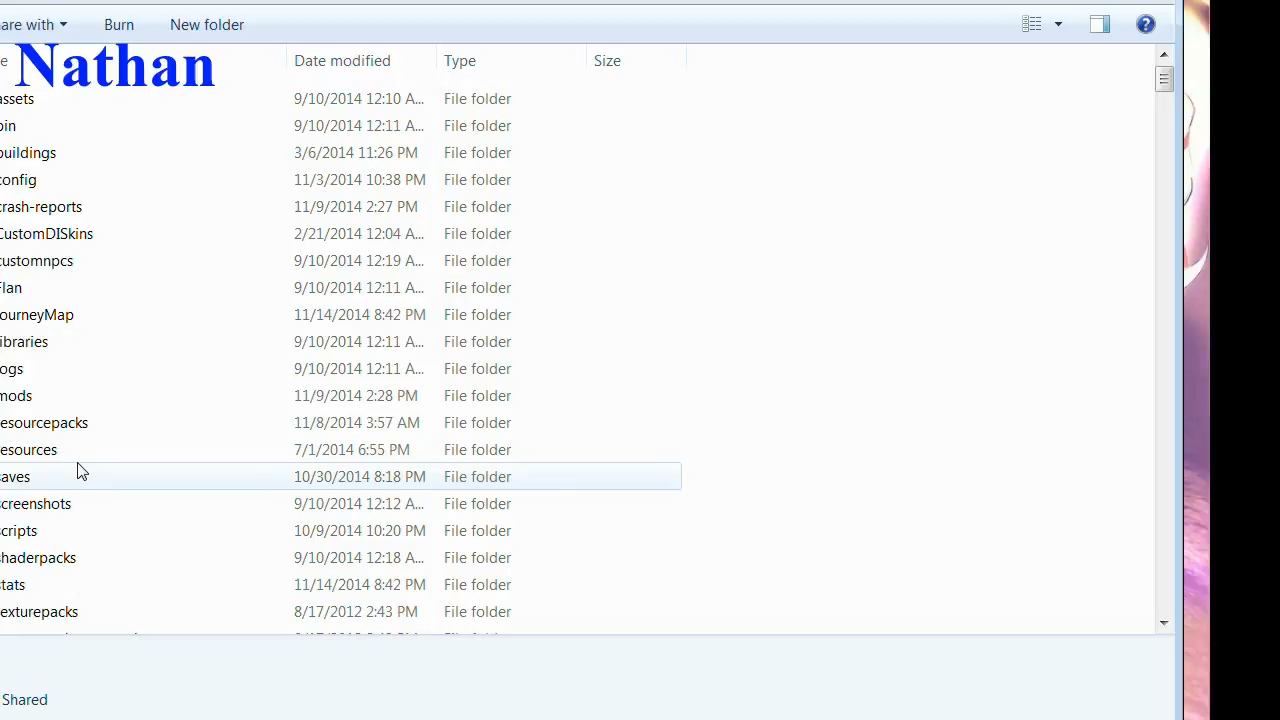 are with Burn New folder
e Date modified Type Size
Nathan
assets 9/10/2014 12:10 A... File folder
bin 9/10/2014 12:11 A... File folder
buildings 3/6/2014 11:26 PM File folder
config 11/3/2014 10:38 PM File folder
crash-reports 11/9/2014 2:27 PM File folder
CustomDISkins 2/21/2014 12:04 A... File folder
customnpcs 9/10/2014 12:19 A... File folder
Flan 9/10/2014 12:11 A... File folder
ourneyMap 11/14/2014 8:42 PM File folder
ibraries 9/10/2014 12:11 A... File folder
ogs 9/10/2014 12:11 A... File folder
mods 11/9/2014 2:28 PM File folder
esourcepacks 11/8/2014 3:57 AM File folder
esources 7/1/2014 6:55 PM File folder
saves 10/30/2014 8:18 PM File folder
screenshots 9/10/2014 12:12 A... File folder
scripts 10/9/2014 10:20 PM File folder
shaderpacks 9/10/2014 12:18 A... File folder
stats 11/14/2014 8:42 PM File folder
exturepacks 8/17/2012 2:43 PM File folder
Shared